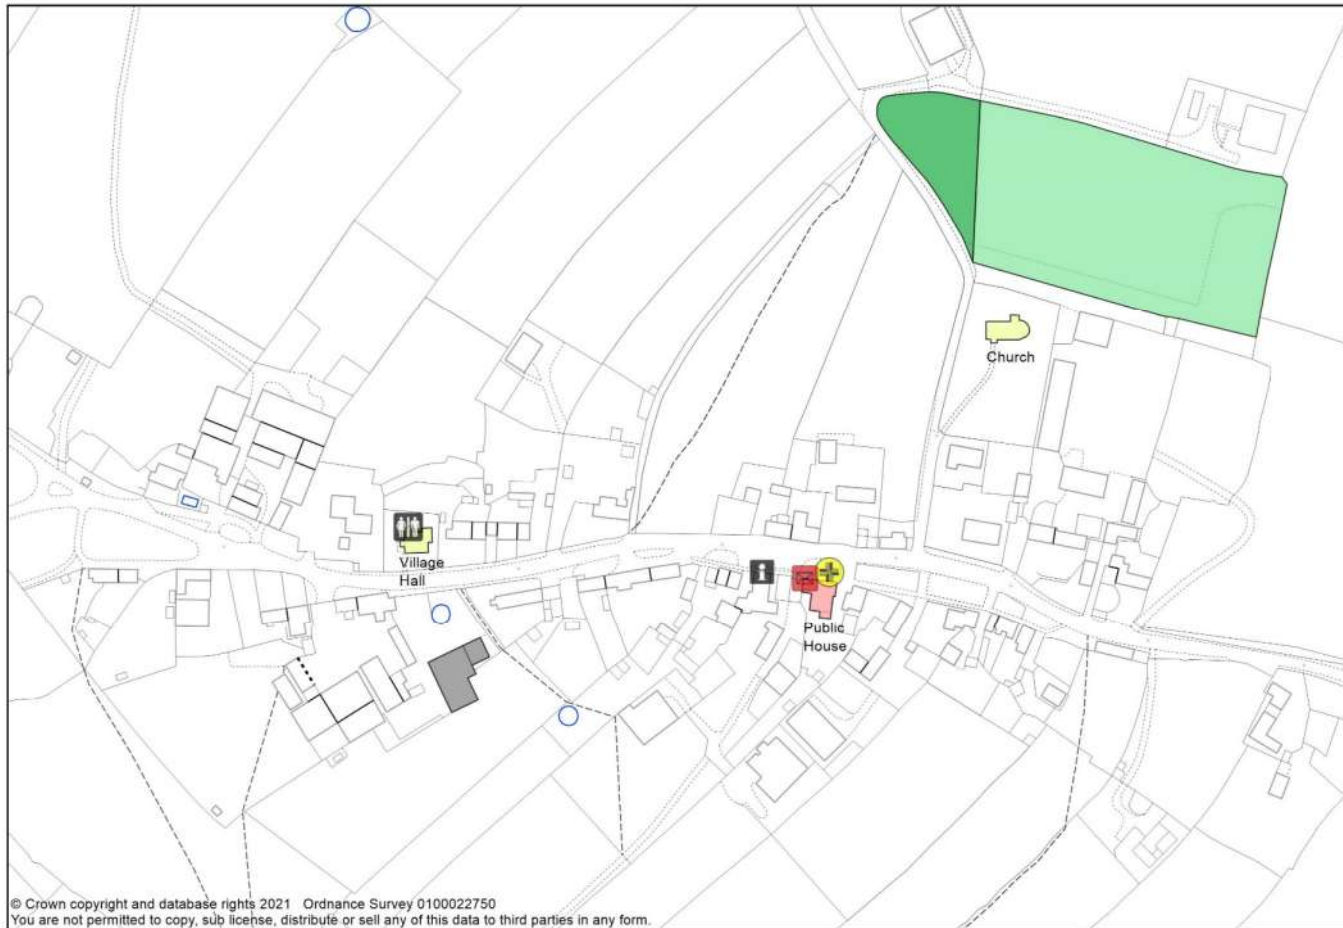 Church
Village
Hall
i
Public
House
© Crown copyright and database rights 2021 Ordnance Survey 0100022750
You are not permitted to copy, sub license, distribute or sell any of this data to third parties in any form.